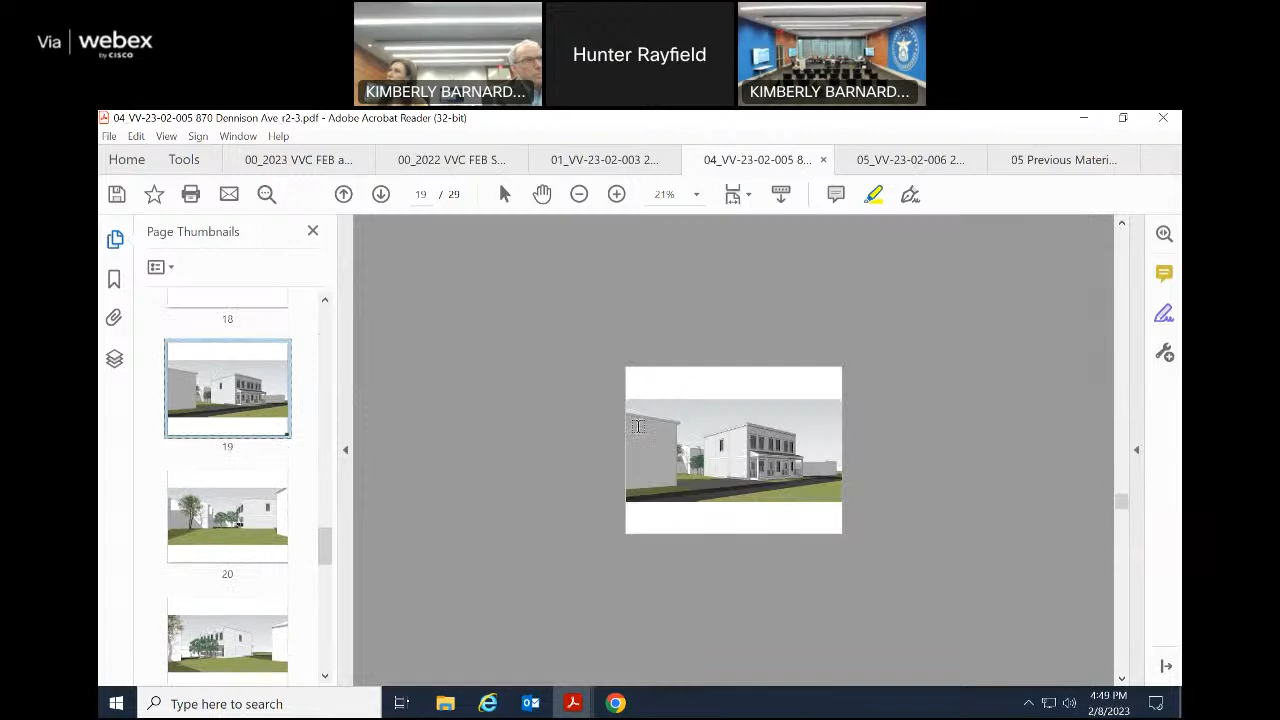 Via webex
by CISCO
KIMBERLY BARNARD...
Hunter Rayfield
KIMBERLY BARNARD...
04_VV-23-02-005 870 Dennison Ave_r2-3.pdf - Adobe Acrobat Reader (32-bit)
File Edit View Sign Window Help
Home Tools 00_2023 VVC FEB a... 00_2022 VVC FEB S... 01_VV-23-02-003 2... 04_VV-23-02-005 8... 05_VV-23-02-006 2... 05 Previous Materi...
19 / 29 21%
Page Thumbnails
18
19
20
Type here to search
4:49 PM
2/8/2023